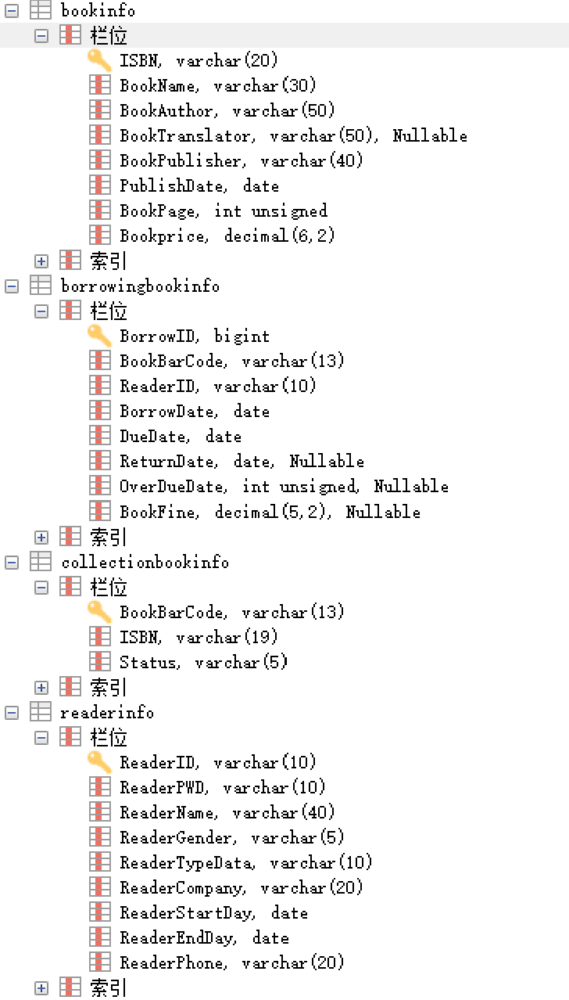 bookinfo
栏位
ISBN, varchar(20)
BookName, varchar(30)
BookAuthor, varchar(50)
BookTranslator, varchar(50), Nullable
BookPublisher, varchar(40)
PublishDate, date
BookPage, int unsigned
Bookprice, decimal(6,2)
索引
borrowingbookinfo
栏位
BorrowID, bigint
BookBarCode, varchar(13)
ReaderID, varchar(10)
BorrowDate, date
DueDate, date
ReturnDate, date, Nullable
OverDueDate, int unsigned, Nullable
BookFine, decimal(5,2), Nullable
索引
collectionbookinfo
栏位
BookBarCode, varchar(13)
ISBN, varchar(19)
Status, varchar(5)
索引
readerinfo
栏位
ReaderID, varchar(10)
ReaderPWD, varchar(10)
ReaderName, varchar(40)
ReaderGender, varchar(5)
ReaderTypeData, varchar(10)
ReaderCompany, varchar(20)
ReaderStartDay, date
ReaderEndDay, date
ReaderPhone, varchar(20)
索引